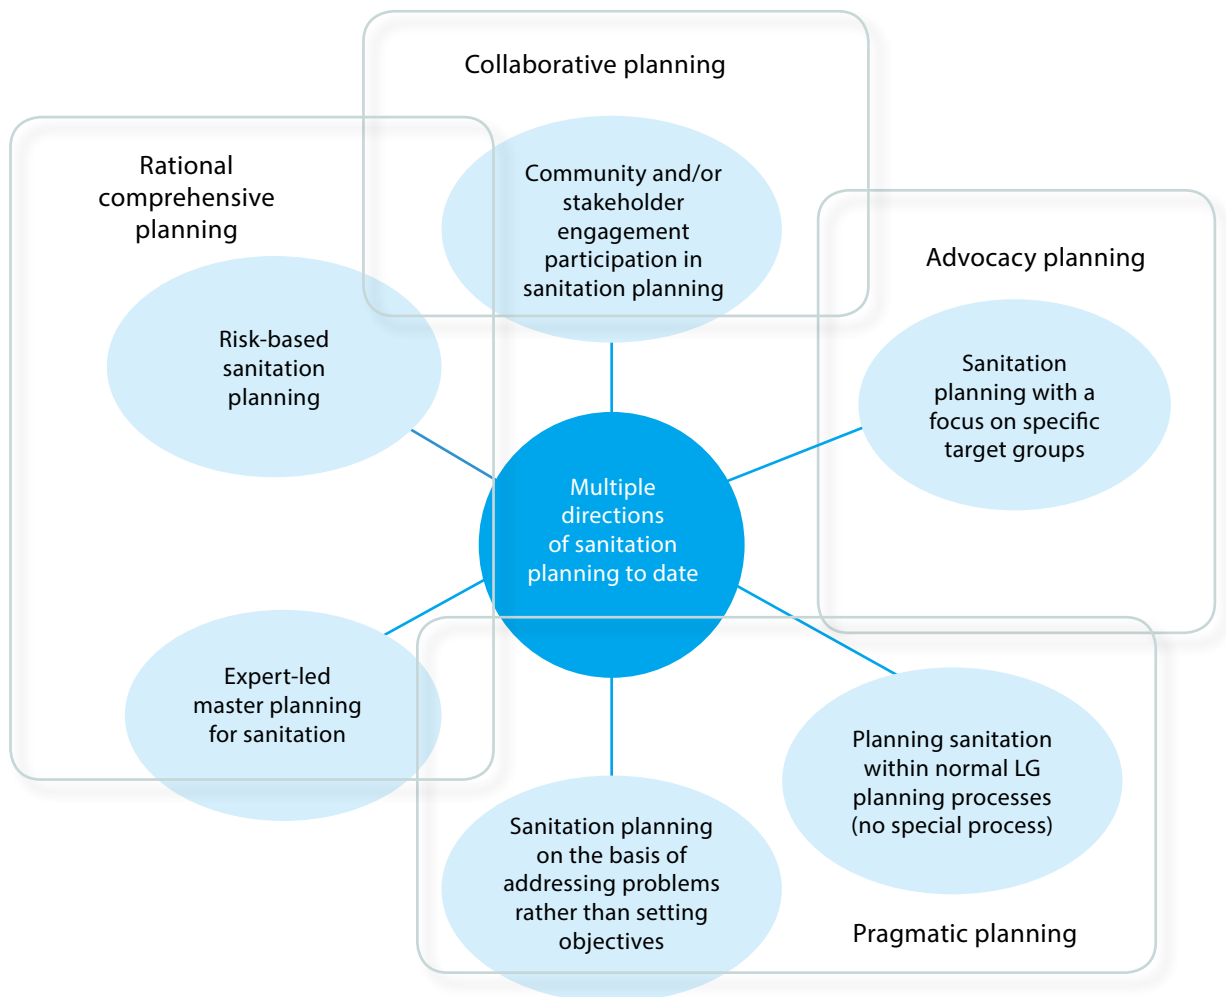 Collaborative planning
Rational
comprehensive
planning
Community and/or
stakeholder
engagement
participation in
sanitation planning
Advocacy planning
Risk-based
sanitation
planning
Sanitation
planning with a
focus on specific
target groups
Multiple
directions
of sanitation
planning to date
Expert-led
master planning
for sanitation
Planning sanitation
within normal LG
planning processes
(no special process)
Sanitation planning
on the basis of
addressing problems
rather than setting
objectives
Pragmatic planning